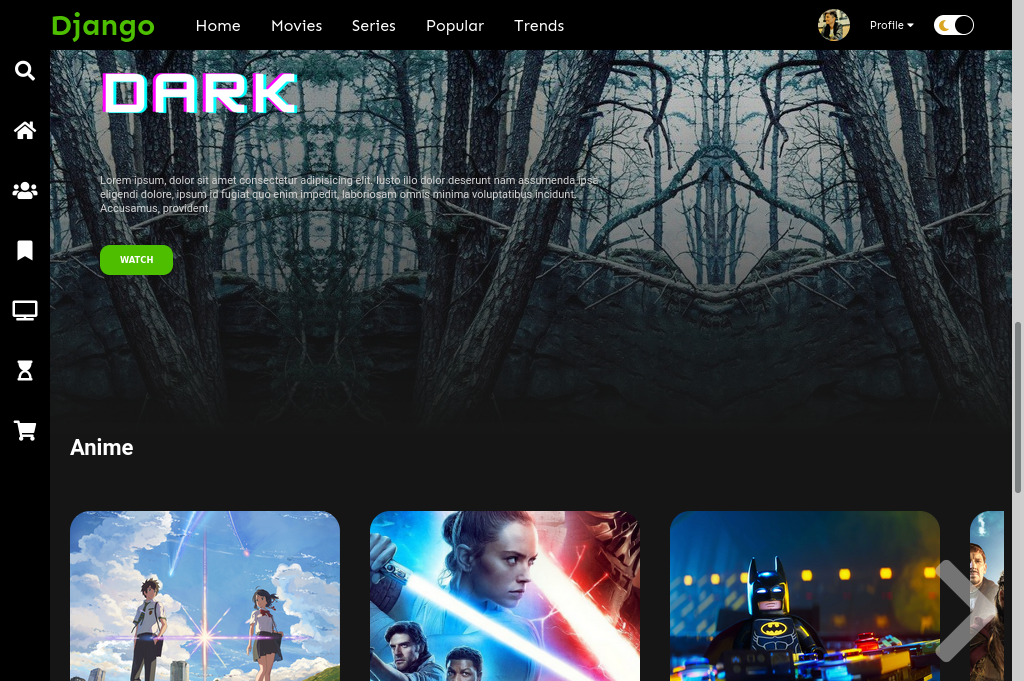 Django
Home
Movies
Series
Popular
Trends
Profile
DARK
Lorem ipsum, dolor sit amet consectetur adipisicing elit. Iusto illo dolor deserunt nam assumenda ipsa
eligendi dolore, ipsum id fugiat quo enim impedit, laboriosam omnis minima voluptatibus incidunt.
Accusamus, provident.
WATCH
Anime